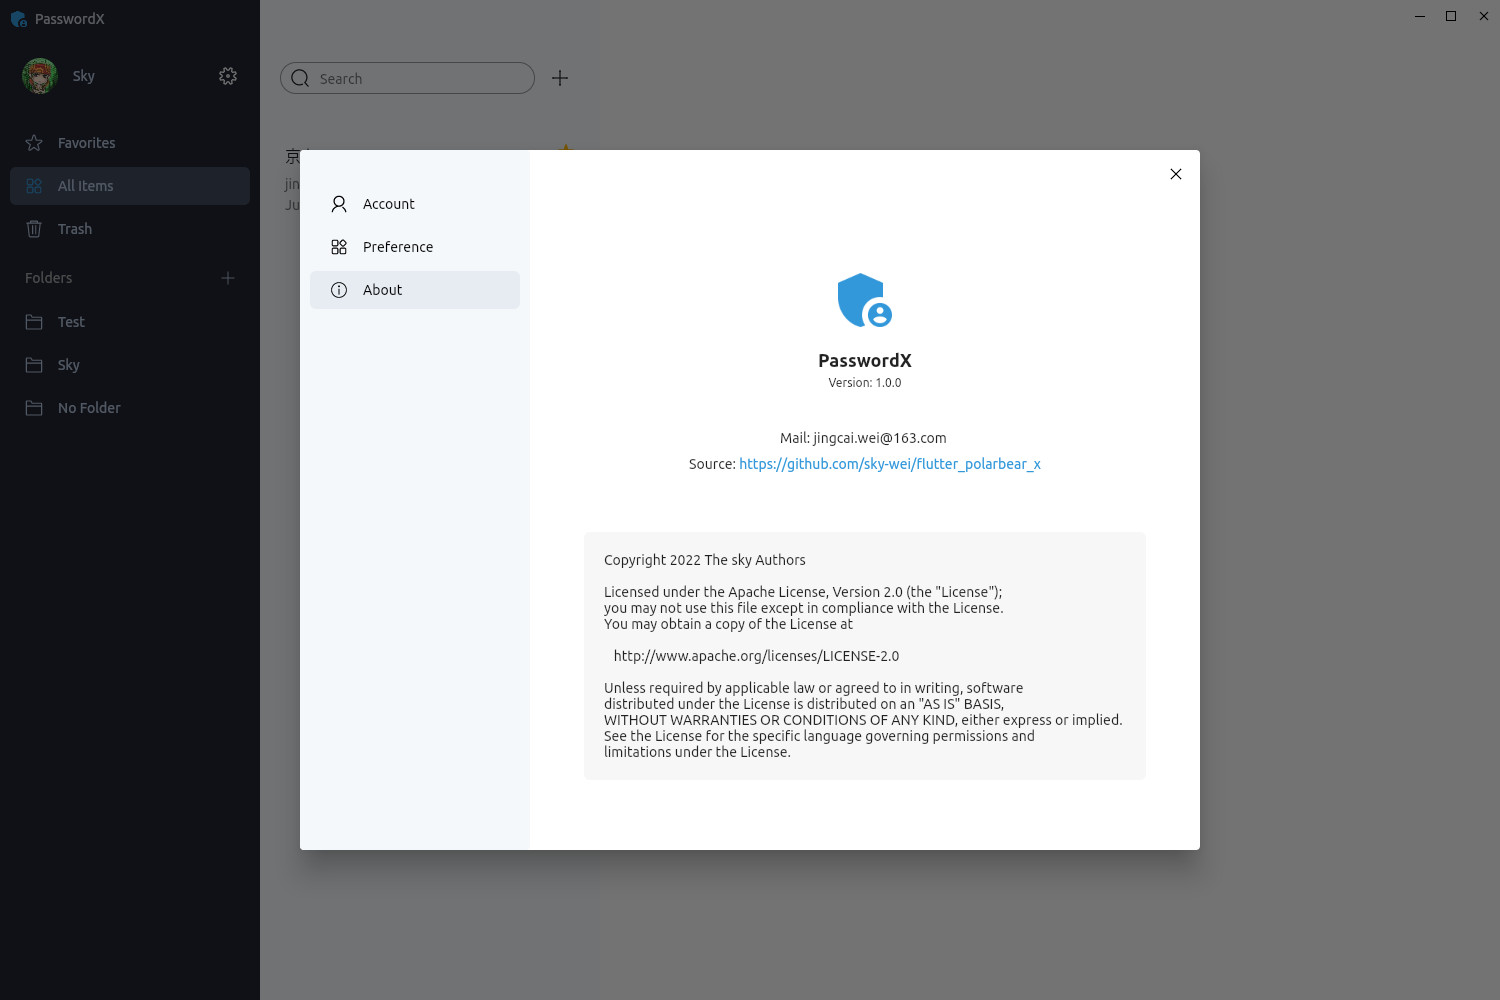 PasswordX
Sky
Favorites
All Items
Trash
Folders
Test
Sky
No Folder
Search
Account
Preference
About
PasswordX
Version: 1.0.0
Mail: jingcai.wei@163.com
Source: https://github.com/sky-wei/flutter_polarbear_x
Copyright 2022 The sky Authors
Licensed under the Apache License, Version 2.0 (the "License");
you may not use this file except in compliance with the License.
You may obtain a copy of the License at
http://www.apache.org/licenses/LICENSE-2.0
Unless required by applicable law or agreed to in writing, software
distributed under the License is distributed on an "AS IS" BASIS,
WITHOUT WARRANTIES OR CONDITIONS OF ANY KIND, either express or implied.
See the License for the specific language governing permissions and
limitations under the License.